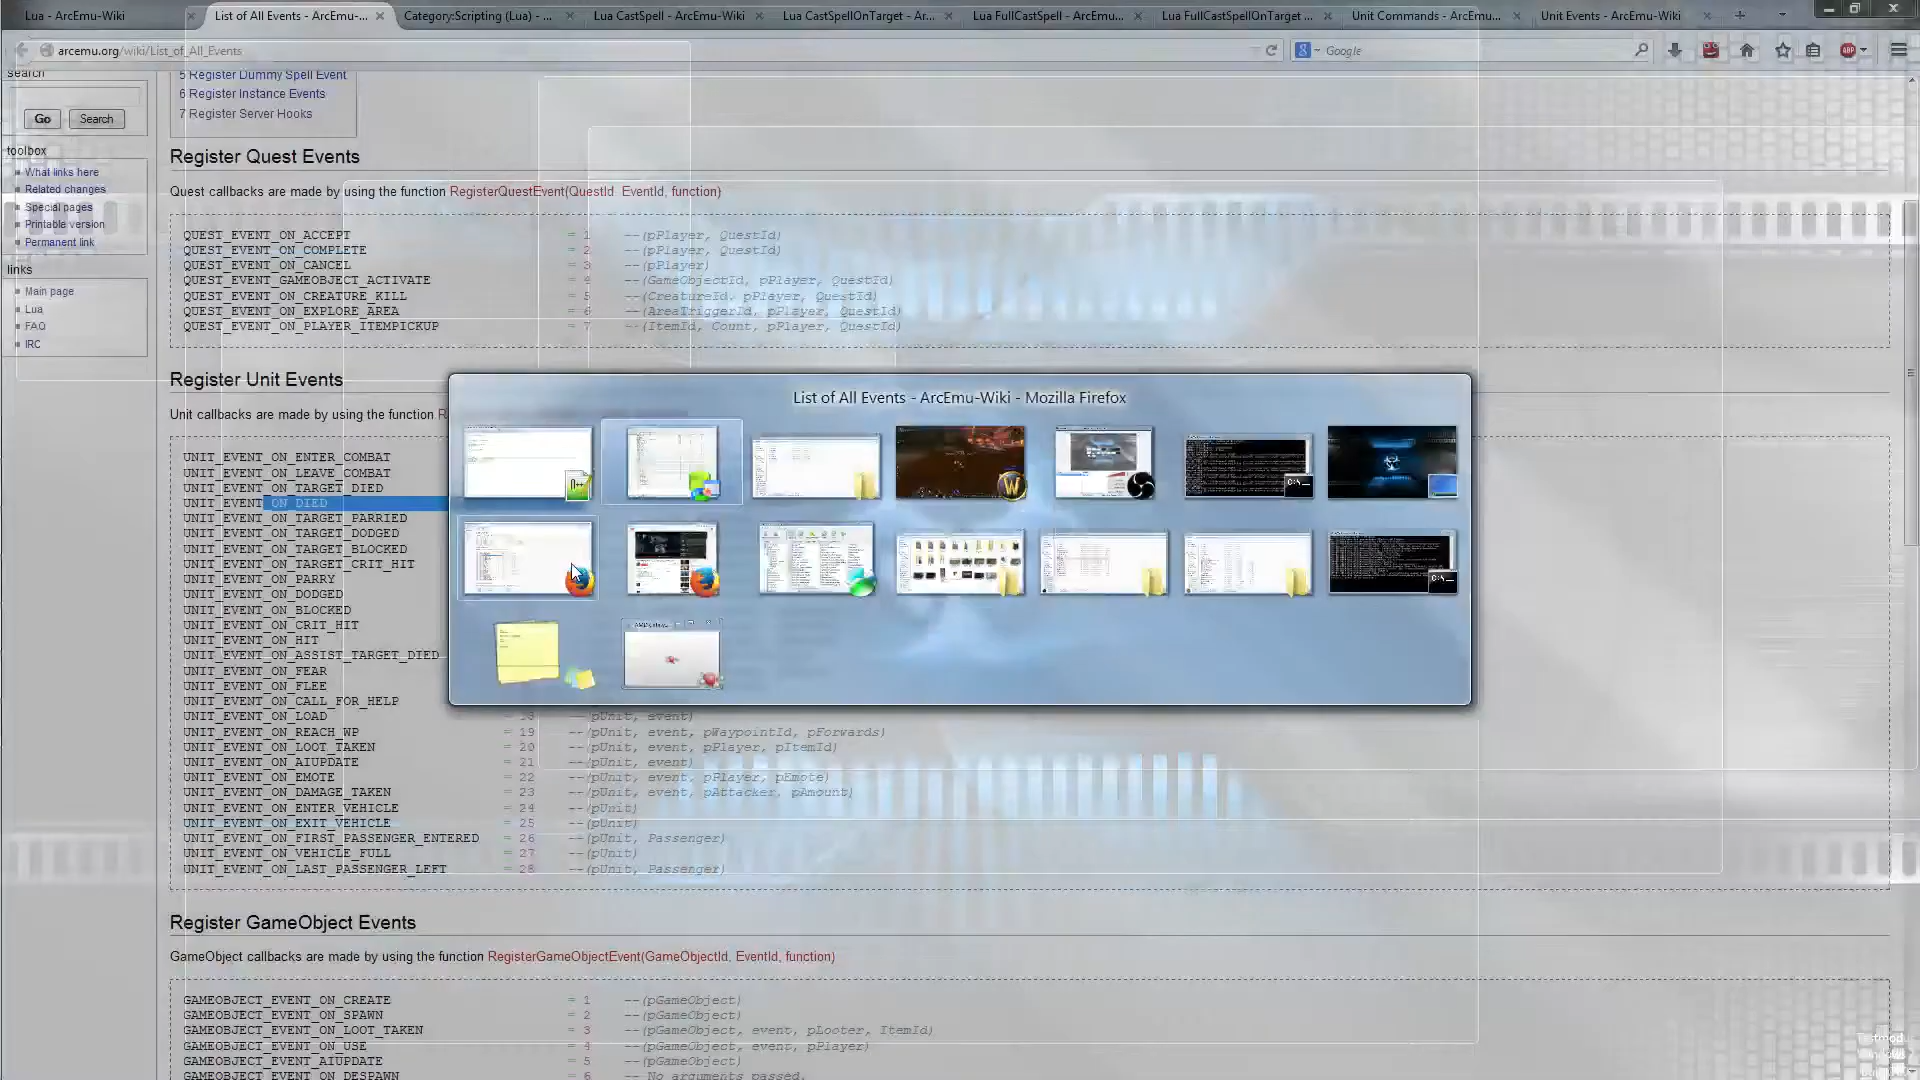 Lua - ArcEmu-Wiki
List of All Events - ArcEmu-...
Category:Scripting (Lua) - ...
Lua CastSpell - ArcEmu-Wiki
Lua CastSpellOnTarget - Ar...
Lua FullCastSpell - ArcEmu...
Lua FullCastSpellOnTarget ...
Unit Commands - ArcEmu...
Unit Events - ArcEmu-Wiki
arcemu.org/wiki/List_of_All_Events
Google
ABP
search
Go
Search
toolbox
What links here
Related changes
Special pages
Printable version
Permanent link
links
Main page
Lua
FAQ
IRC
5 Register Dummy Spell Event
6 Register Instance Events
7 Register Server Hooks
Register Quest Events
Quest callbacks are made by using the function RegisterQuestEvent(QuestId, EventId, function)
QUEST_EVENT_ON_ACCEPT = 1 --(pPlayer, QuestId)
QUEST_EVENT_ON_COMPLETE = 2 --(pPlayer, QuestId)
QUEST_EVENT_ON_CANCEL = 3 --(pPlayer)
QUEST_EVENT_GAMEOBJECT_ACTIVATE = 4 --(GameObjectId, pPlayer, QuestId)
QUEST_EVENT_ON_CREATURE_KILL = 5 --(CreatureId, pPlayer, QuestId)
QUEST_EVENT_ON_EXPLORE_AREA = 6 --(AreaTriggerId, pPlayer, QuestId)
QUEST_EVENT_ON_PLAYER_ITEMPICKUP = 7 --(ItemId, Count, pPlayer, QuestId)
Register Unit Events
Unit callbacks are made by using the function R
UNIT_EVENT_ON_ENTER_COMBAT
UNIT_EVENT_ON_LEAVE_COMBAT
UNIT_EVENT_ON_TARGET_DIED
UNIT_EVENT_ON_DIED
UNIT_EVENT_ON_TARGET_PARRIED
UNIT_EVENT_ON_TARGET_DODGED
UNIT_EVENT_ON_TARGET_BLOCKED
UNIT_EVENT_ON_TARGET_CRIT_HIT
UNIT_EVENT_ON_PARRY
UNIT_EVENT_ON_DODGED
UNIT_EVENT_ON_BLOCKED
UNIT_EVENT_ON_CRIT_HIT
UNIT_EVENT_ON_HIT
UNIT_EVENT_ON_ASSIST_TARGET_DIED
UNIT_EVENT_ON_FEAR
UNIT_EVENT_ON_FLEE
UNIT_EVENT_ON_CALL_FOR_HELP
UNIT_EVENT_ON_LOAD = 18 --(pUnit, event)
UNIT_EVENT_ON_REACH_WP = 19 --(pUnit, event, pWaypointId, pForwards)
UNIT_EVENT_ON_LOOT_TAKEN = 20 --(pUnit, event, pPlayer, pItemId)
UNIT_EVENT_ON_AIUPDATE = 21 --(pUnit, event)
UNIT_EVENT_ON_EMOTE = 22 --(pUnit, event, pPlayer, pEmote)
UNIT_EVENT_ON_DAMAGE_TAKEN = 23 --(pUnit, event, pAttacker, pAmount)
UNIT_EVENT_ON_ENTER_VEHICLE = 24 --(pUnit)
UNIT_EVENT_ON_EXIT_VEHICLE = 25 --(pUnit)
UNIT_EVENT_ON_FIRST_PASSENGER_ENTERED = 26 --(pUnit, Passenger)
UNIT_EVENT_ON_VEHICLE_FULL = 27 --(pUnit)
UNIT_EVENT_ON_LAST_PASSENGER_LEFT = 28 --(pUnit, Passenger)
List of All Events - ArcEmu-Wiki - Mozilla Firefox
Register GameObject Events
GameObject callbacks are made by using the function RegisterGameObjectEvent(GameObjectId, EventId, function)
GAMEOBJECT_EVENT_ON_CREATE = 1 --(pGameObject)
GAMEOBJECT_EVENT_ON_SPAWN = 2 --(pGameObject)
GAMEOBJECT_EVENT_ON_LOOT_TAKEN = 3 --(pGameObject, event, pLooter, ItemId)
GAMEOBJECT_EVENT_ON_USE = 4 --(pGameObject, event, pPlayer)
GAMEOBJECT_EVENT_AIUPDATE = 5 --(pGameObject)
GAMEOBJECT_EVENT_ON_DESPAWN = 6 -- No arguments passed.